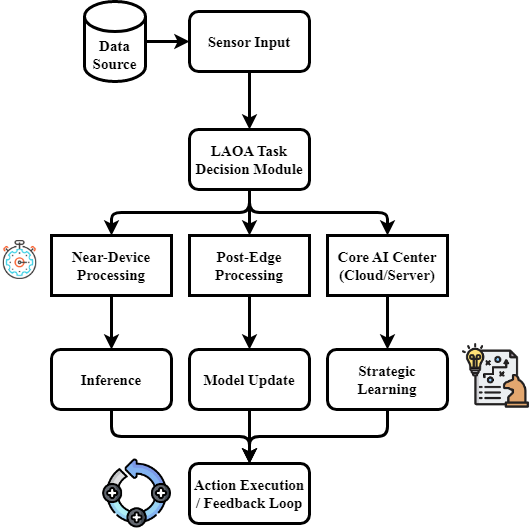 Data
Source
Sensor Input
LAOA Task
Decision Module
Near-Device
Processing
Post-Edge
Processing
Core AI Center
(Cloud/Server)
Inference
Model Update
Strategic
Learning
Action Execution
/ Feedback Loop